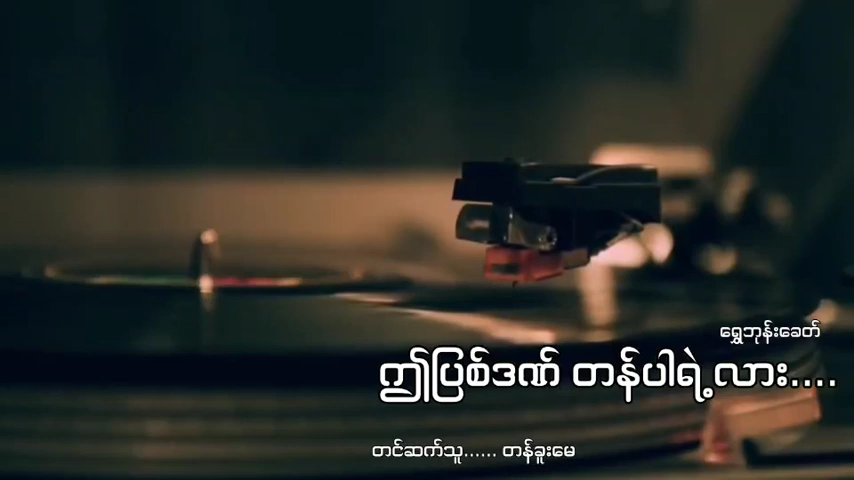 ရွှေဘုန်းခေတ်
ဤပြစ်ဒဏ် တန်ပါရဲ့လား....
တင်ဆက်သူ...... တန်ခူးမေ